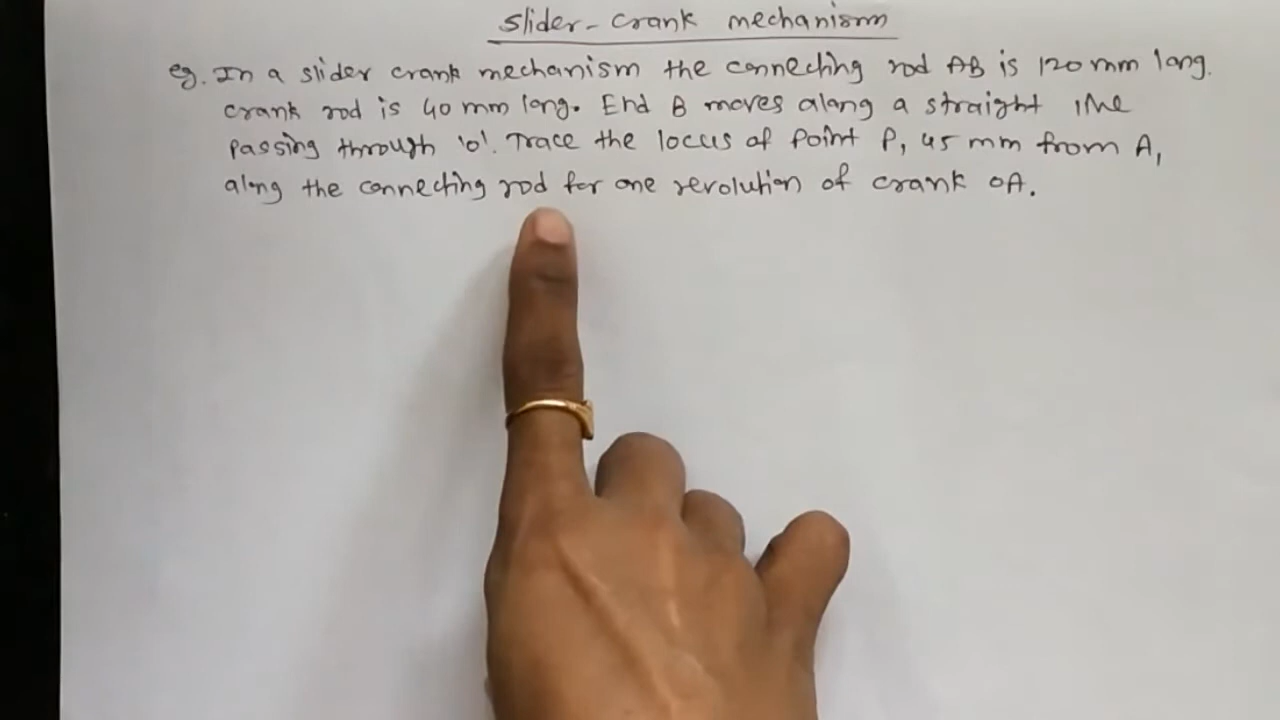 Slider-Crank mechanism
eg. In a slider crank mechanism the connecting rod AB is 120 mm long.
crank rod is 40 mm long. End B moves along a straight line
passing through 'o'. Trace the locus of point P, 45 mm from A,
along the connecting rod for one revolution of crank OA.